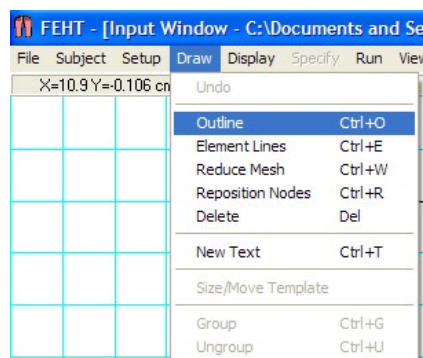 FEHT - [Input Window - C:\Documents and Se
File Subject Setup Draw Display Specify Run View
X=10.9 Y=-0.106 cm
Undo
Outline Ctrl+O
Element Lines Ctrl+E
Reduce Mesh Ctrl+W
Reposition Nodes Ctrl+R
Delete Del
New Text Ctrl+T
Size/Move Template
Group Ctrl+G
Ungroup Ctrl+U